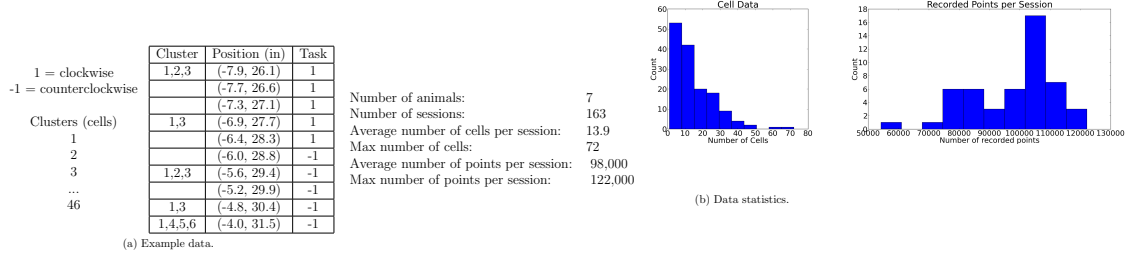 1 = clockwise
-1 = counterclockwise
Clusters (cells)
1
2
3
...
46
Cluster Position (in) Task
1,2,3 (-7.9, 26.1) 1
(-7.7, 26.6) 1
(-7.3, 27.1) 1
1,3 (-6.9, 27.7) 1
(-6.4, 28.3) 1
(-6.0, 28.8) -1
1,2,3 (-5.6, 29.4) -1
(-5.2, 29.9) -1
1,3 (-4.8, 30.4) -1
1,4,5,6 (-4.0, 31.5) -1
(a) Example data.
Number of animals: 7
Number of sessions: 163
Average number of cells per session: 13.9
Max number of cells: 72
Average number of points per session: 98,000
Max number of points per session: 122,000
Cell Data
60
50
40
30
20
10
0
Count
0 10 20 30 40 50 60 70 80
Number of Cells
Recorded Points per Session
18
16
14
12
10
8
6
4
2
0
Count
50000 60000 70000 80000 90000 100000 110000 120000 130000
Number of recorded points
(b) Data statistics.